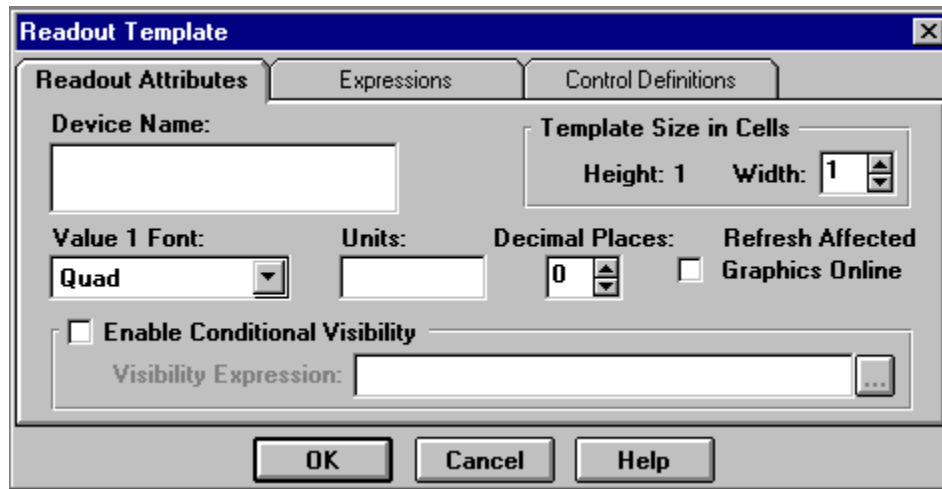 Readout Template
Readout Attributes Expressions Control Definitions
Device Name:
Template Size in Cells
Height: 1 Width: 1
Value 1 Font: Units: Decimal Places: Refresh Affected
Quad 0 Graphics Online
Enable Conditional Visibility
Visibility Expression: ...
OK Cancel Help